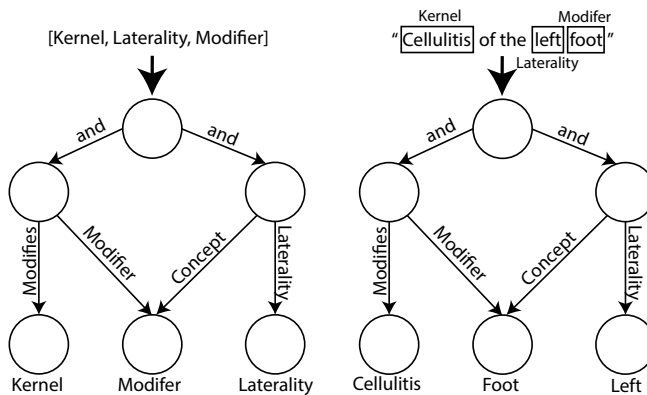 [Kernel, Laterality, Modifier]
and
and
Modifies
Modifier
Concept
Laterality
Kernel
Modifer
Laterality
Kernel
Modifer
“Cellulitis of the left foot”
Laterality
and
and
Modifies
Modifier
Concept
Laterality
Cellulitis
Foot
Left